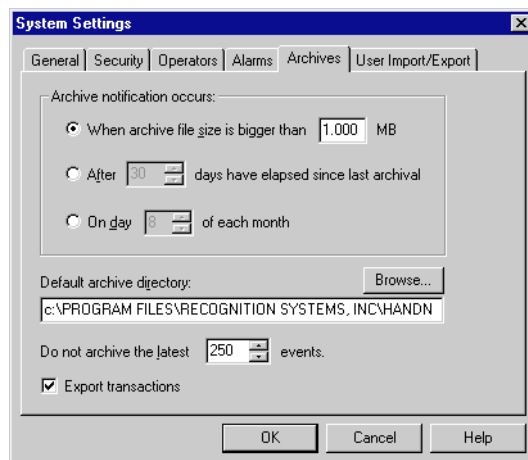 System Settings
General Security Operators Alarms Archives User Import/Export
Archive notification occurs:
When archive file size is bigger than 1.000 MB
After 30 days have elapsed since last archival
On day 8 of each month
Default archive directory: Browse...
c:\PROGRAM FILES\RECOGNITION SYSTEMS, INC\HANDN
Do not archive the latest 250 events.
Export transactions
OK Cancel Help